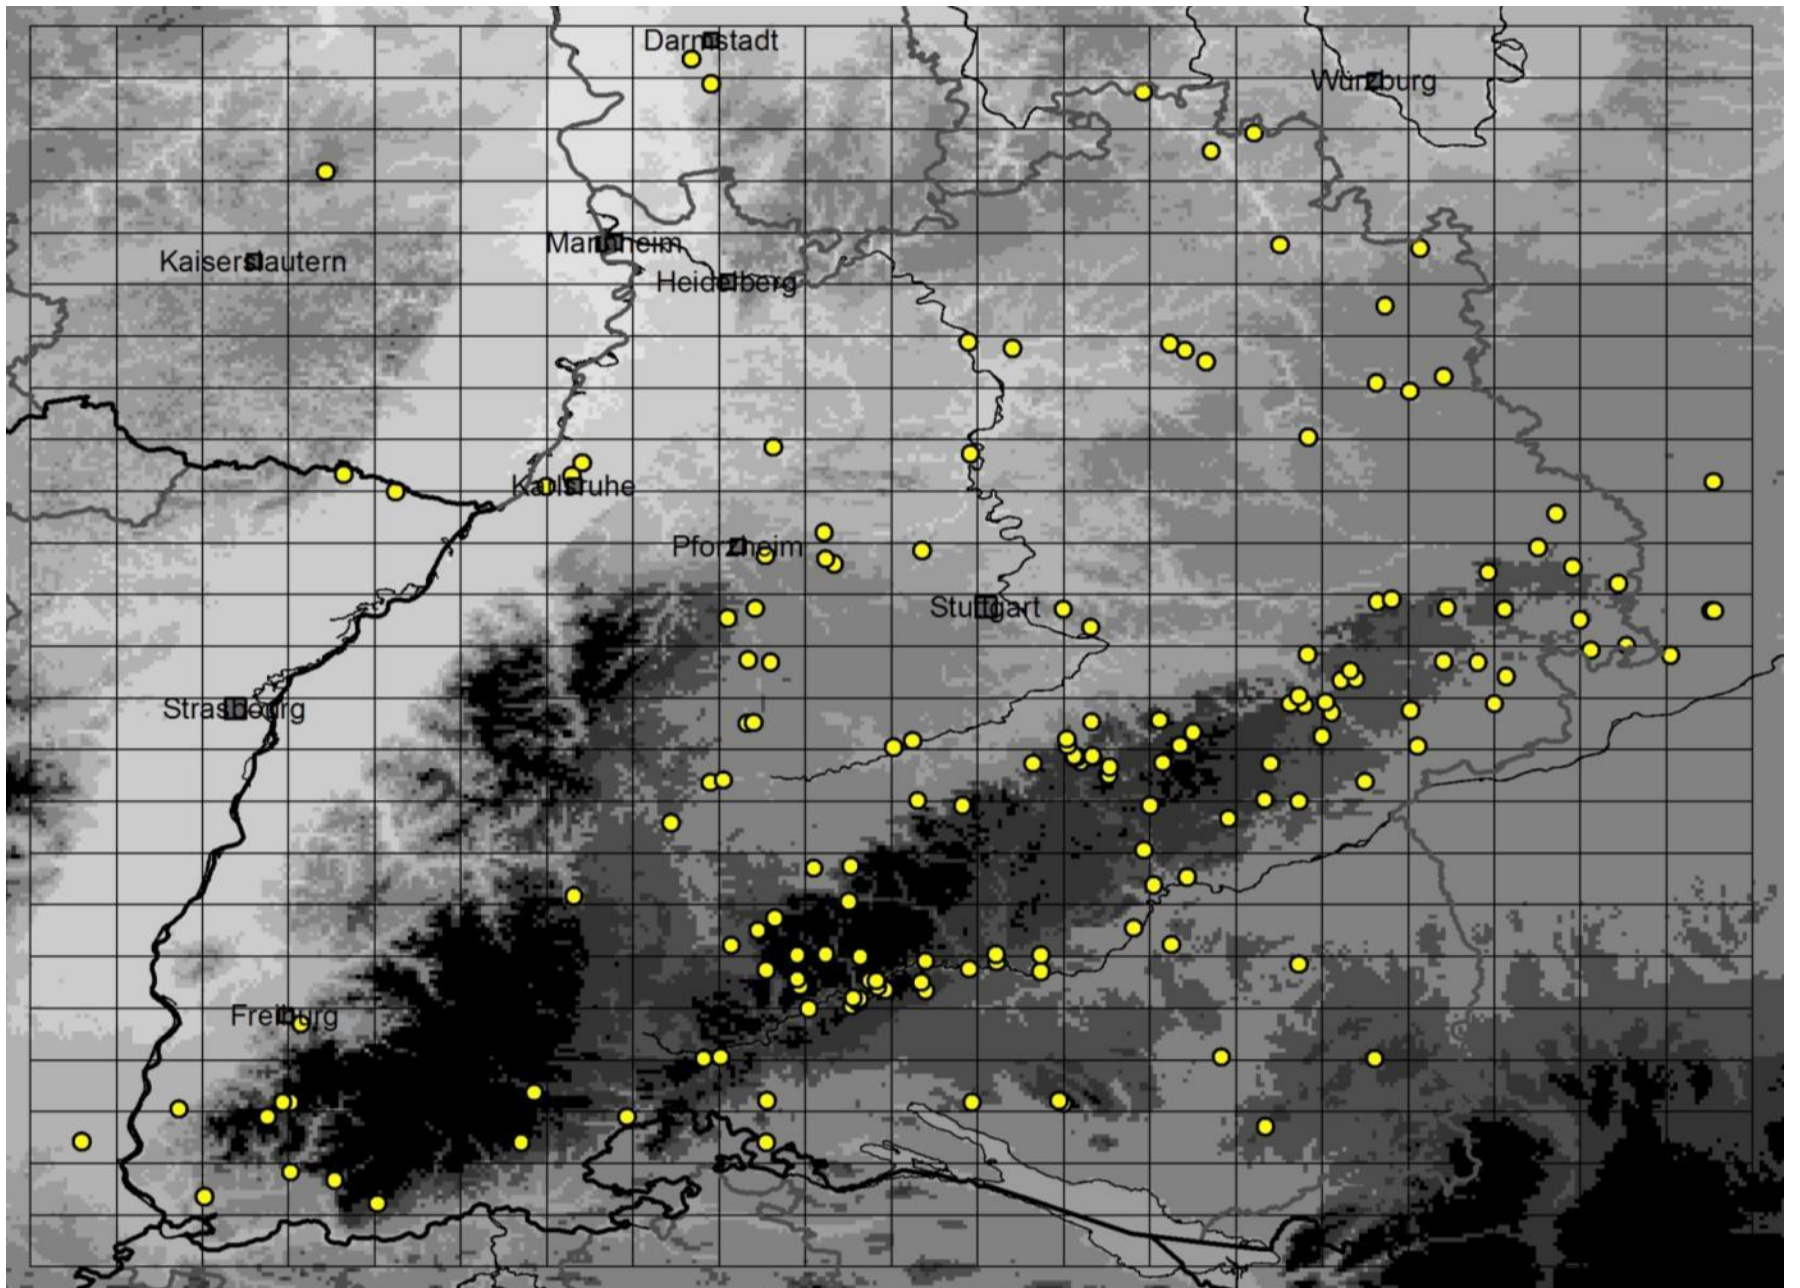 Darmstadt
Würzburg
Mannheim
Kaiserslautern
Heidelberg
Karlsruhe
Pforzheim
Stuttgart
Strasbourg
Freiburg